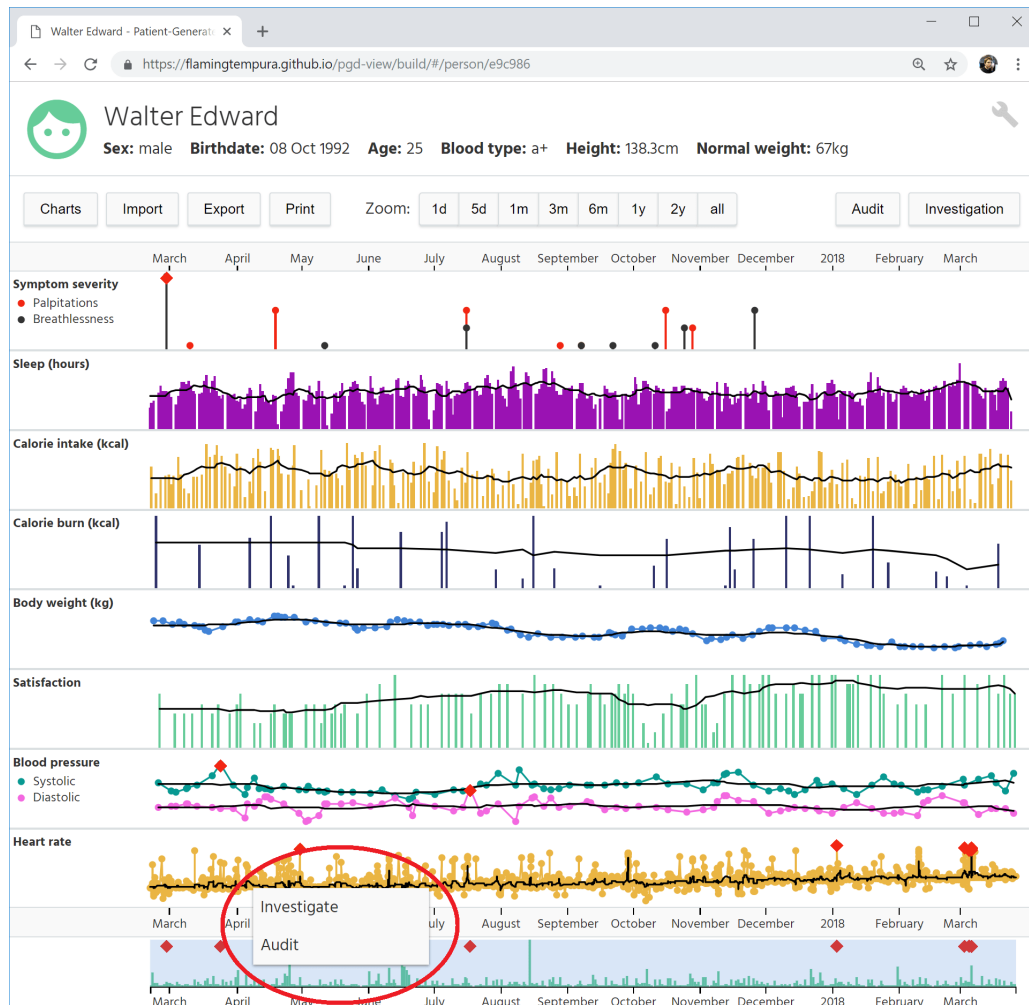 Walter Edward - Patient-Generat
https://flamingtempura.github.io/pgd-view/build/#/person/e9c986
Walter Edward
Sex: male Birthdate: 08 Oct 1992 Age: 25 Blood type: a+ Height: 138.3cm Normal weight: 67kg
Charts Import Export Print Zoom: 1d 5d 1m 3m 6m 1y 2y all Audit Investigation
March April May June July August September October November December 2018 February March
Symptom severity
Palpitations
Breathlessness
Sleep (hours)
Calorie intake (kcal)
Calorie burn (kcal)
Body weight (kg)
Satisfaction
Blood pressure
Systolic
Diastolic
Heart rate
Investigate
March April July August September October November December 2018 February March
Audit
March April May June July August September October November December 2018 February March